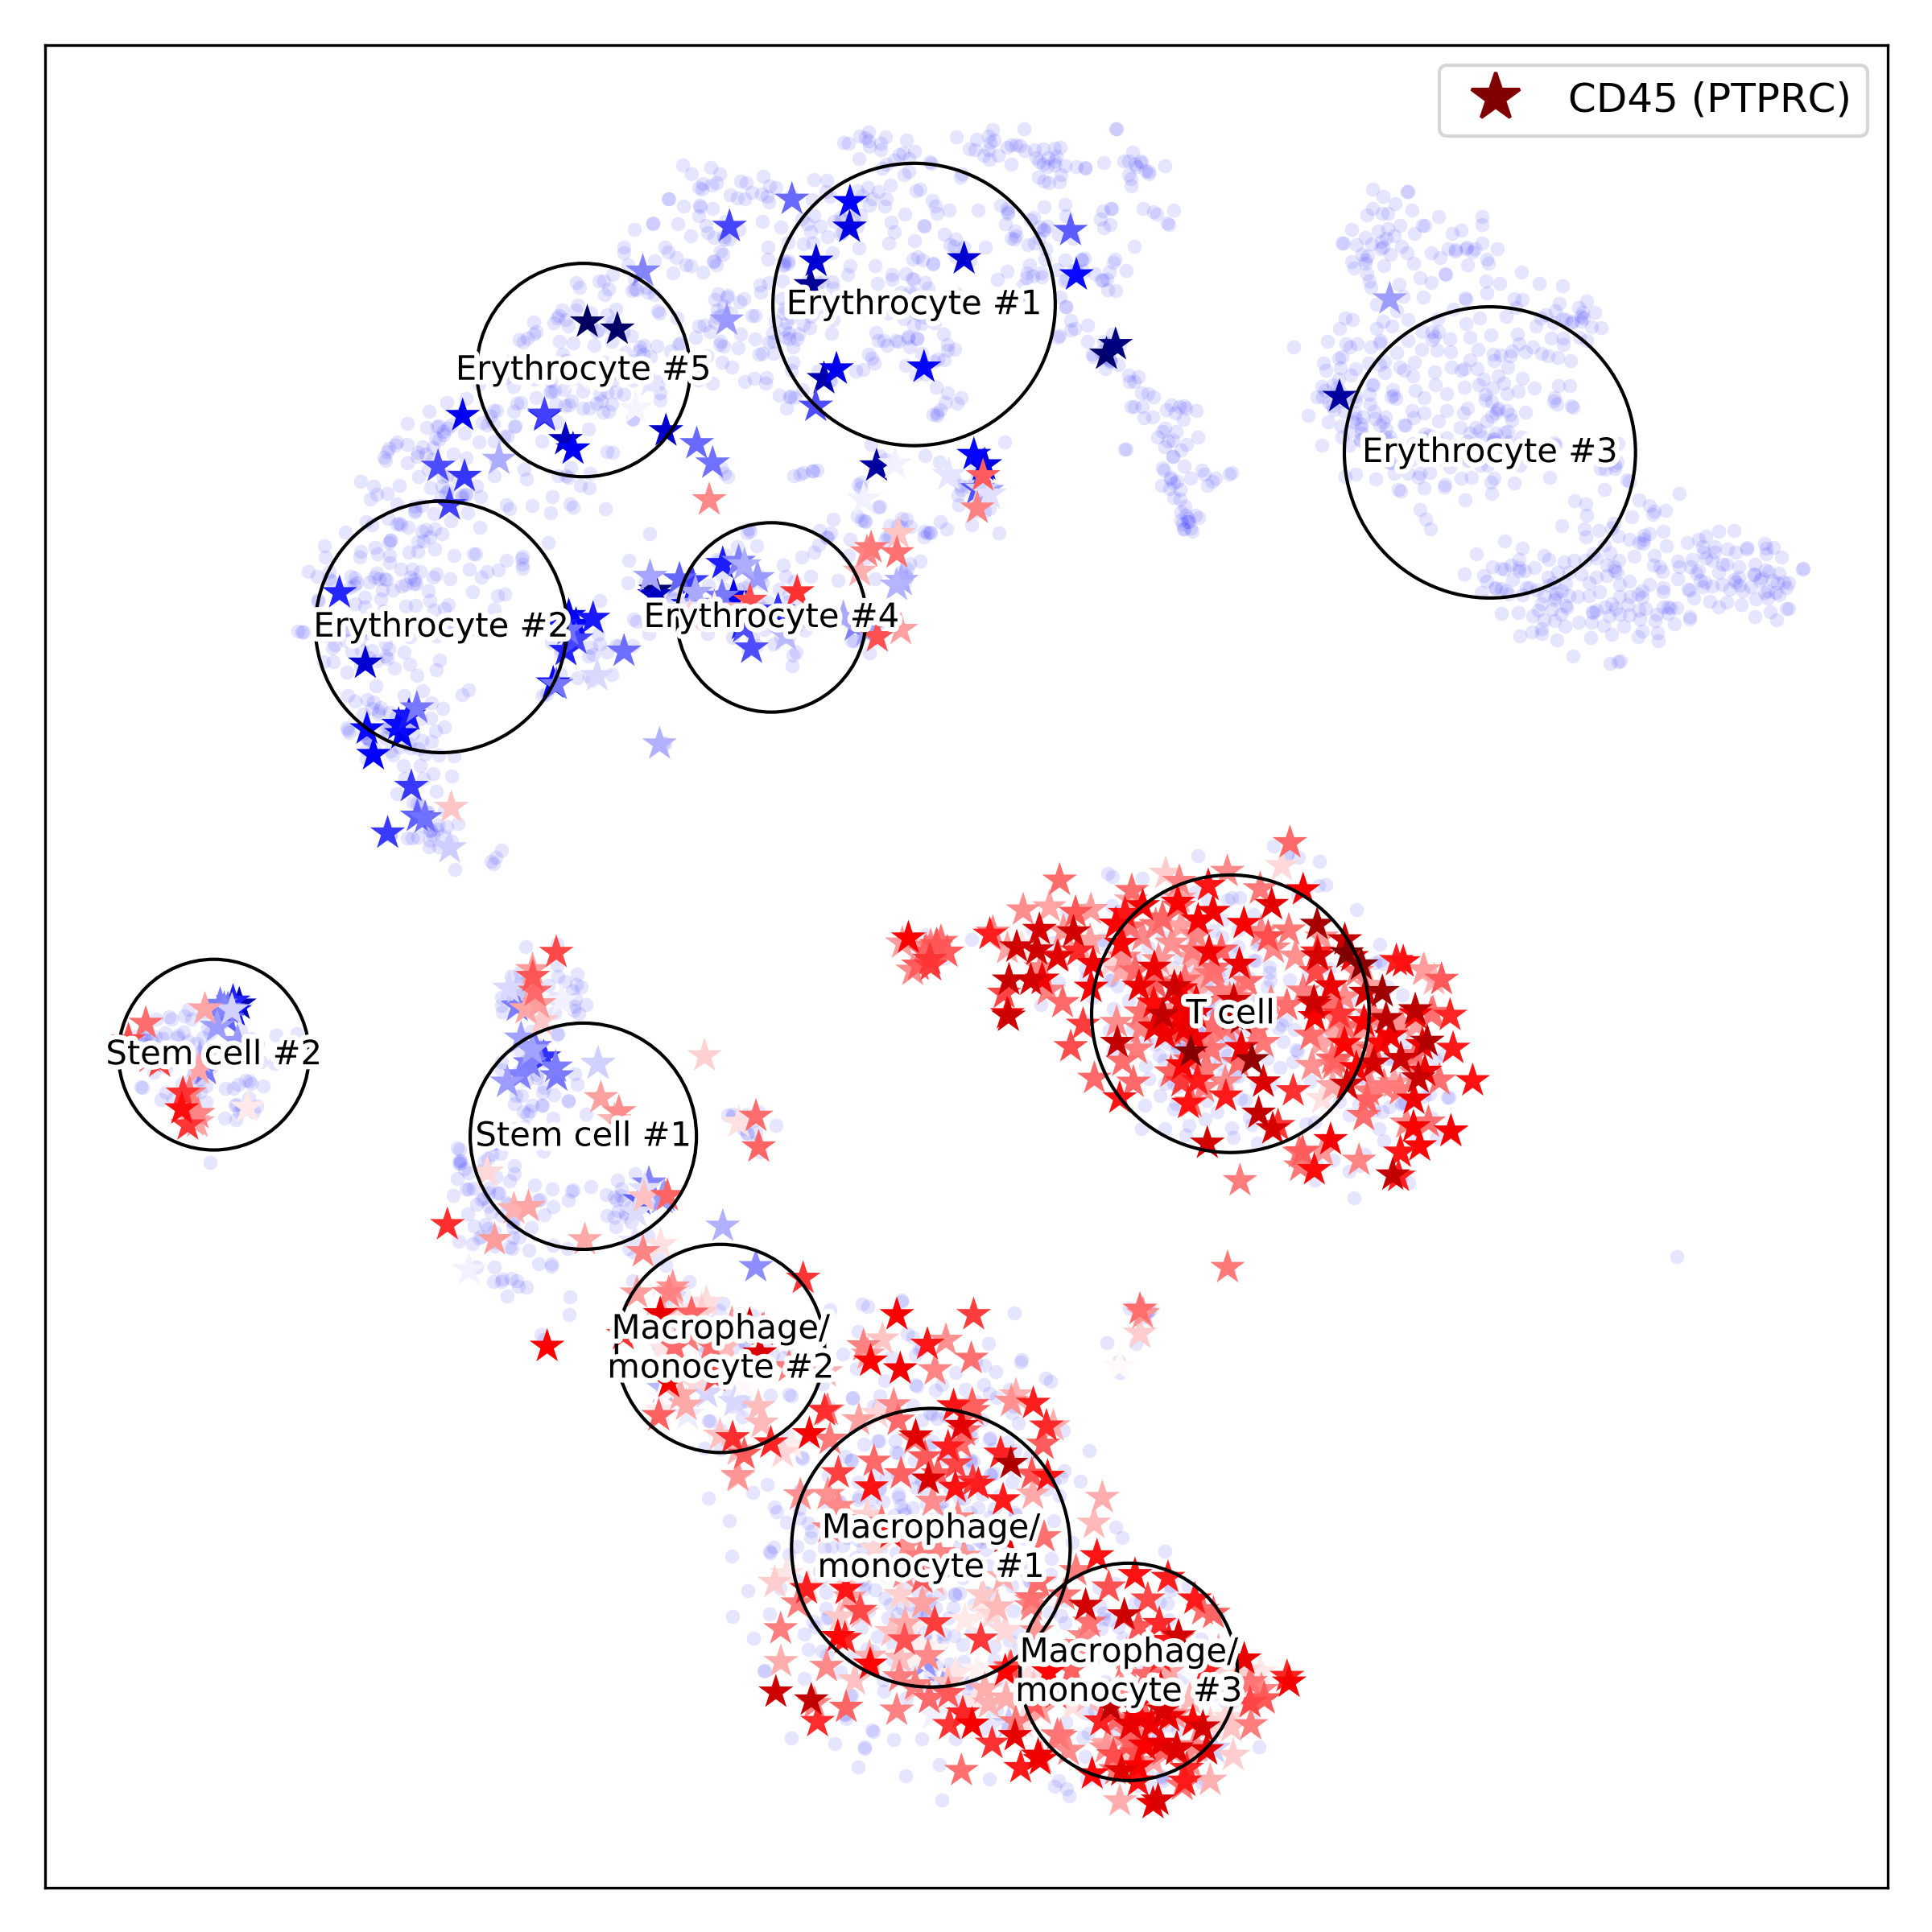 CD45 (PTPRC)
Erythrocyte #1
Erythrocyte #5
Erythrocyte #3
Erythrocyte #4
Erythrocyte #2
T cell
Stem cell #2
Stem cell #1
Macrophage/
monocyte #2
Macrophage/
monocyte #1
Macrophage/
monocyte #3